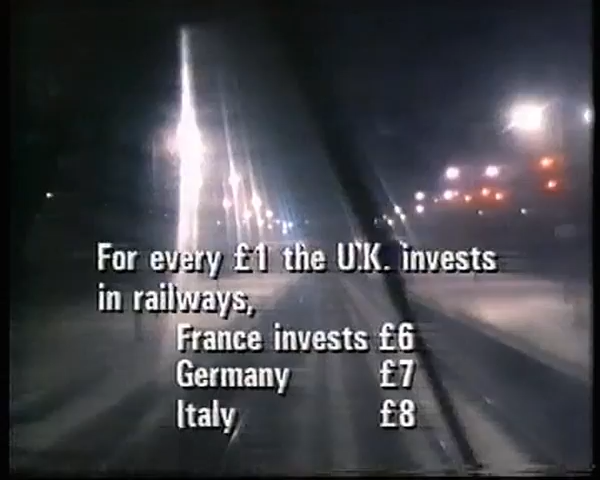 For every £1 the U.K. invests
in railways,
France invests £6
Germany £7
Italy £8